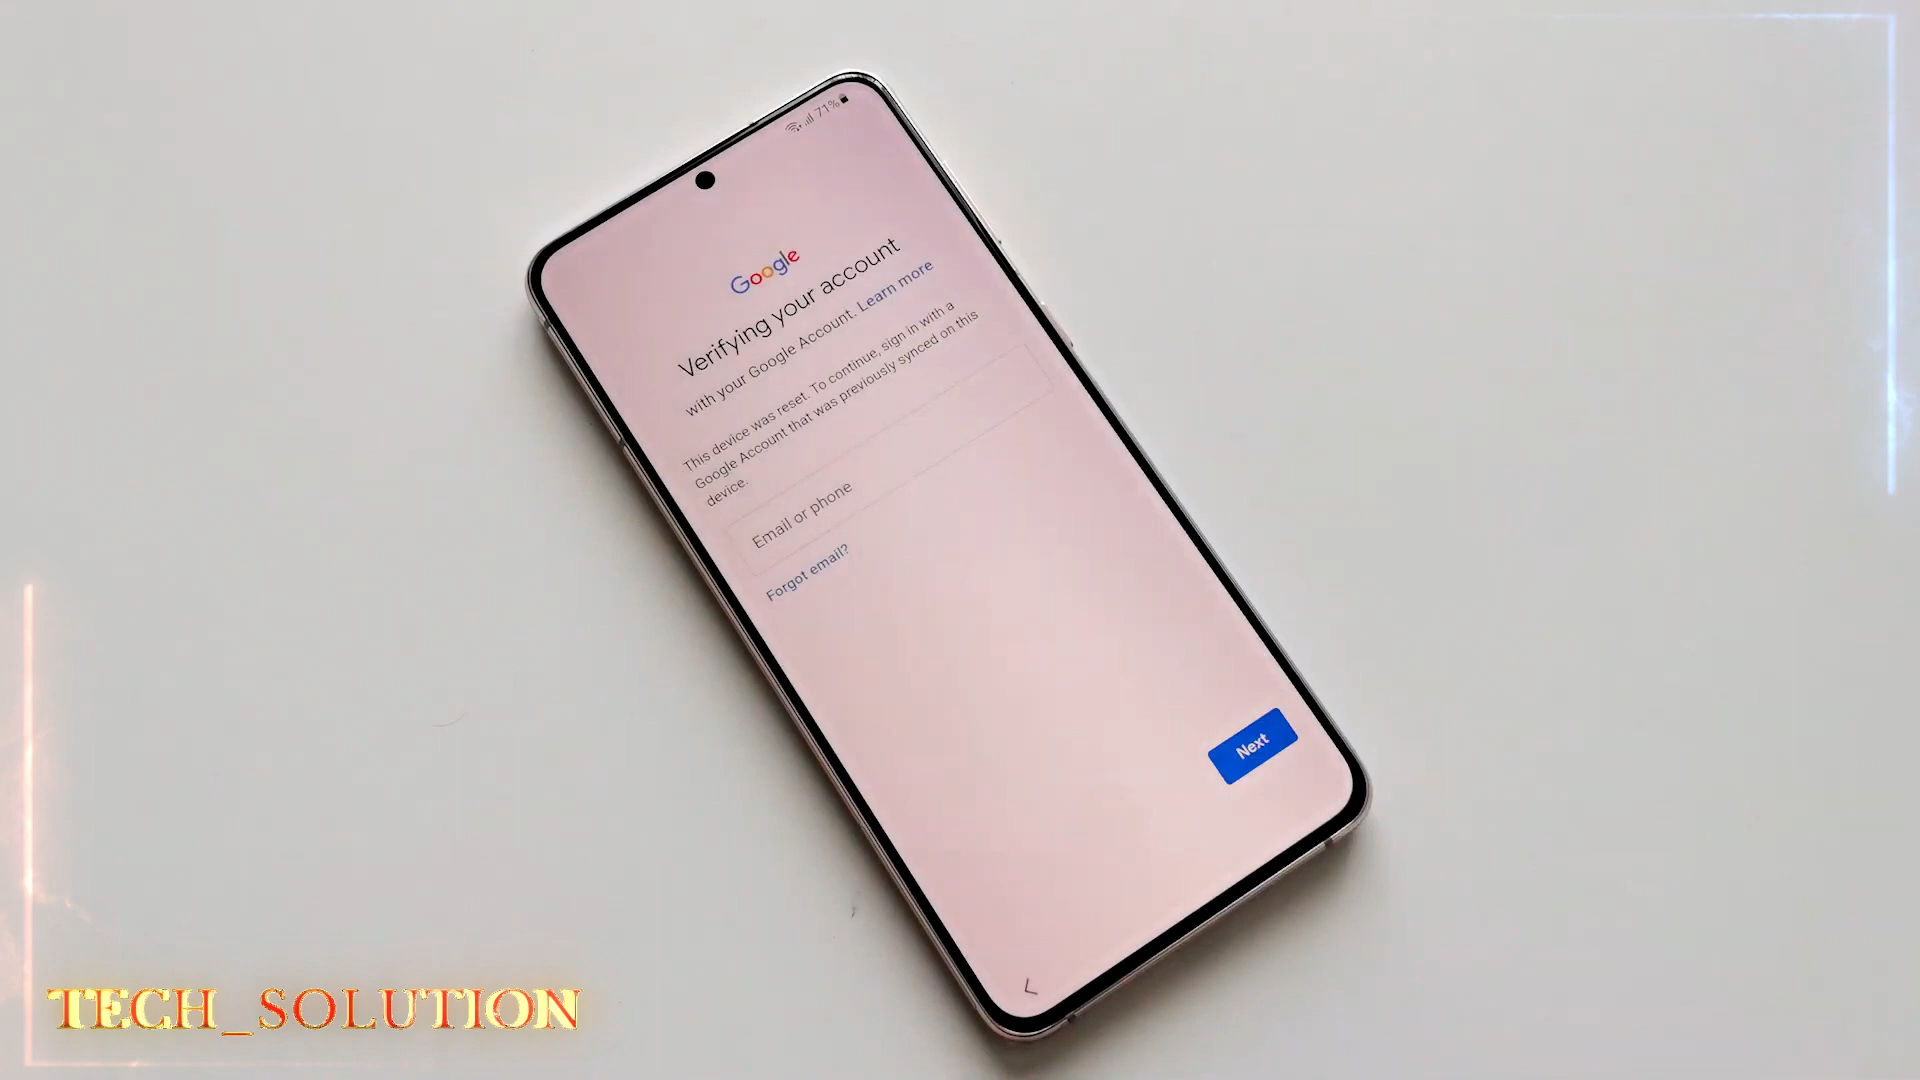 71%
Google
Verifying your account
with your Google Account. Learn more
This device was reset. To continue, sign in with a
Google Account that was previously synced on this
device.
Email or phone
Forgot email?
Next
TECH_SOLUTION